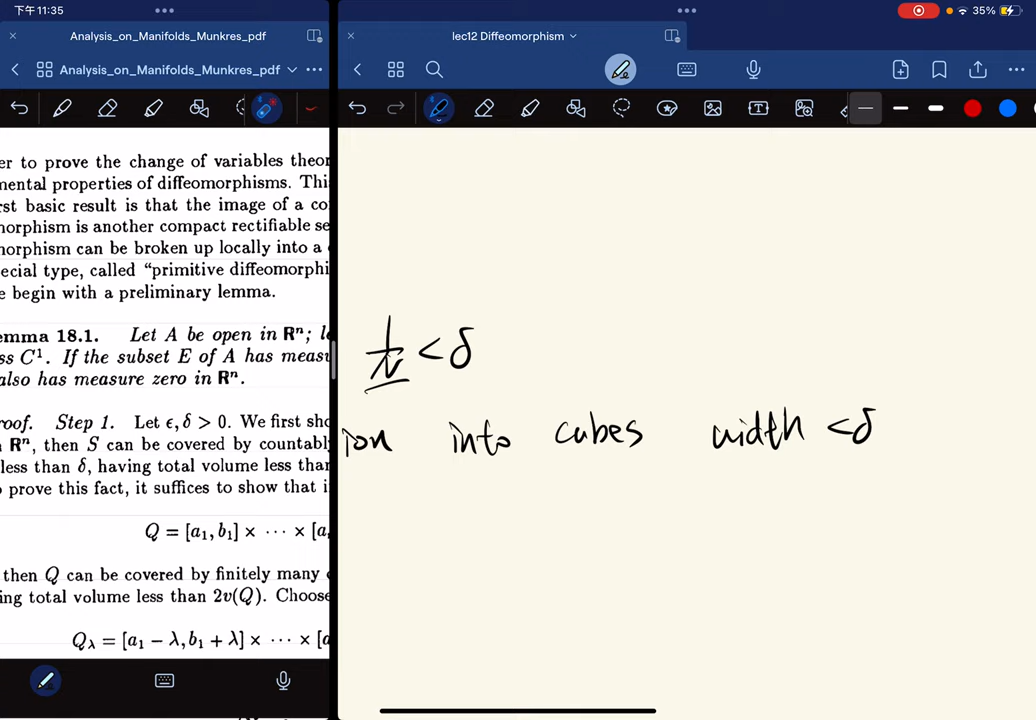 下午11:35
35%
Analysis_on_Manifolds_Munkres_pdf
Analysis_on_Manifolds_Munkres_pdf
er to prove the change of variables theor
mental properties of diffeomorphisms. Thi
rst basic result is that the image of a co
norphism is another compact rectifiable se
norphism can be broken up locally into a
ecial type, called “primitive diffeomorphi
e begin with a preliminary lemma.
emma 18.1. Let A be open in Rⁿ; le
ss C¹. If the subset E of A has measu
also has measure zero in Rⁿ.
roof. Step 1. Let ϵ, δ > 0. We first sho
Rⁿ, then S can be covered by countabl
less than δ, having total volume less than
o prove this fact, it suffices to show that i
Q = [a₁, b₁] × ⋯ × [a
then Q can be covered by finitely many
ing total volume less than 2v(Q). Choose
Q_λ = [a₁ − λ, b₁ + λ] × ⋯ × [a
lec12 Diffeomorphism
1/N < δ
ion into cubes width < δ